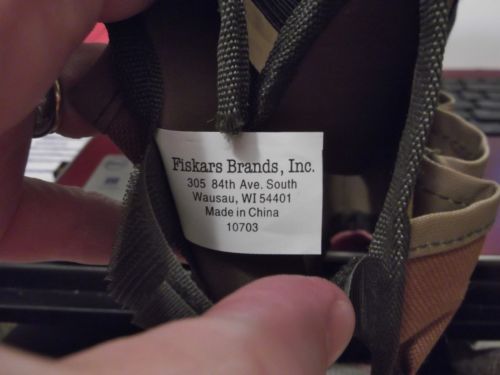 Fiskars Brands, Inc.
305 84th Ave. South
Wausau, WI 54401
Made in China
10703